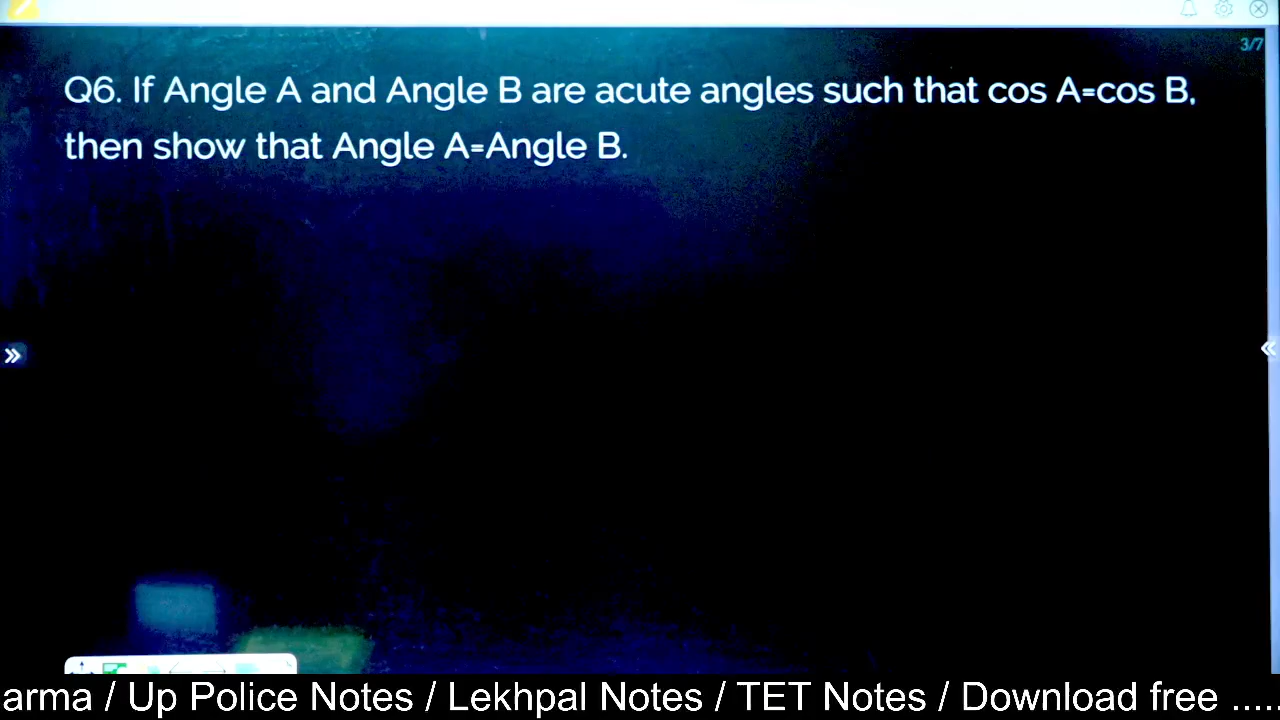 3/7
Q6. If Angle A and Angle B are acute angles such that cos A=cos B,
then show that Angle A=Angle B.
arma / Up Police Notes / Lekhpal Notes / TET Notes / Download free .....